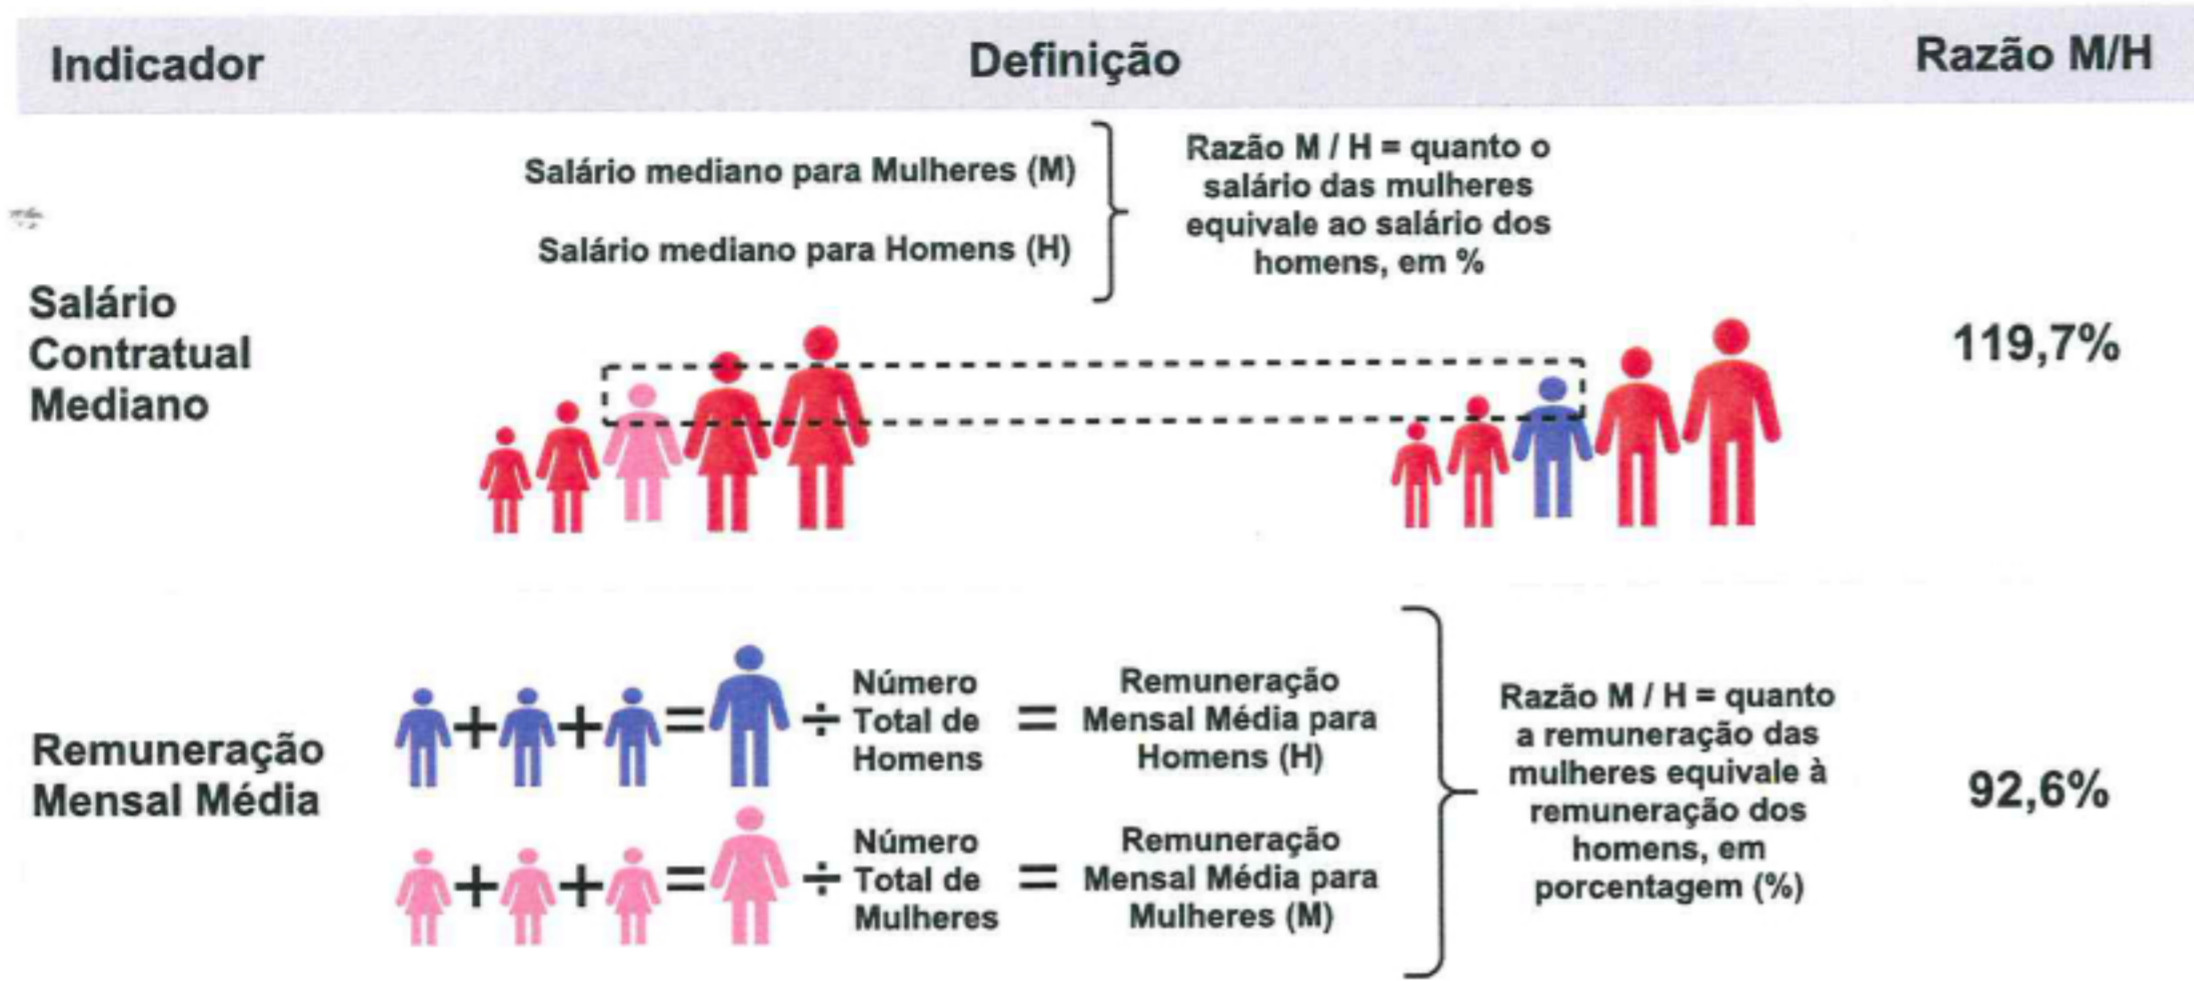 Indicador Definição Razão M/H
Salário mediano para Mulheres (M)
Salário mediano para Homens (H)
Razão M / H = quanto o
salário das mulheres
equivale ao salário dos
homens, em %
Salário
Contratual
Mediano
119,7%
Remuneração
Mensal Média
+ + = ÷
Número
Total de
Homens
=
Remuneração
Mensal Média para
Homens (H)
+ + = ÷
Número
Total de
Mulheres
=
Remuneração
Mensal Média para
Mulheres (M)
Razão M / H = quanto
a remuneração das
mulheres equivale à
remuneração dos
homens, em
porcentagem (%)
92,6%